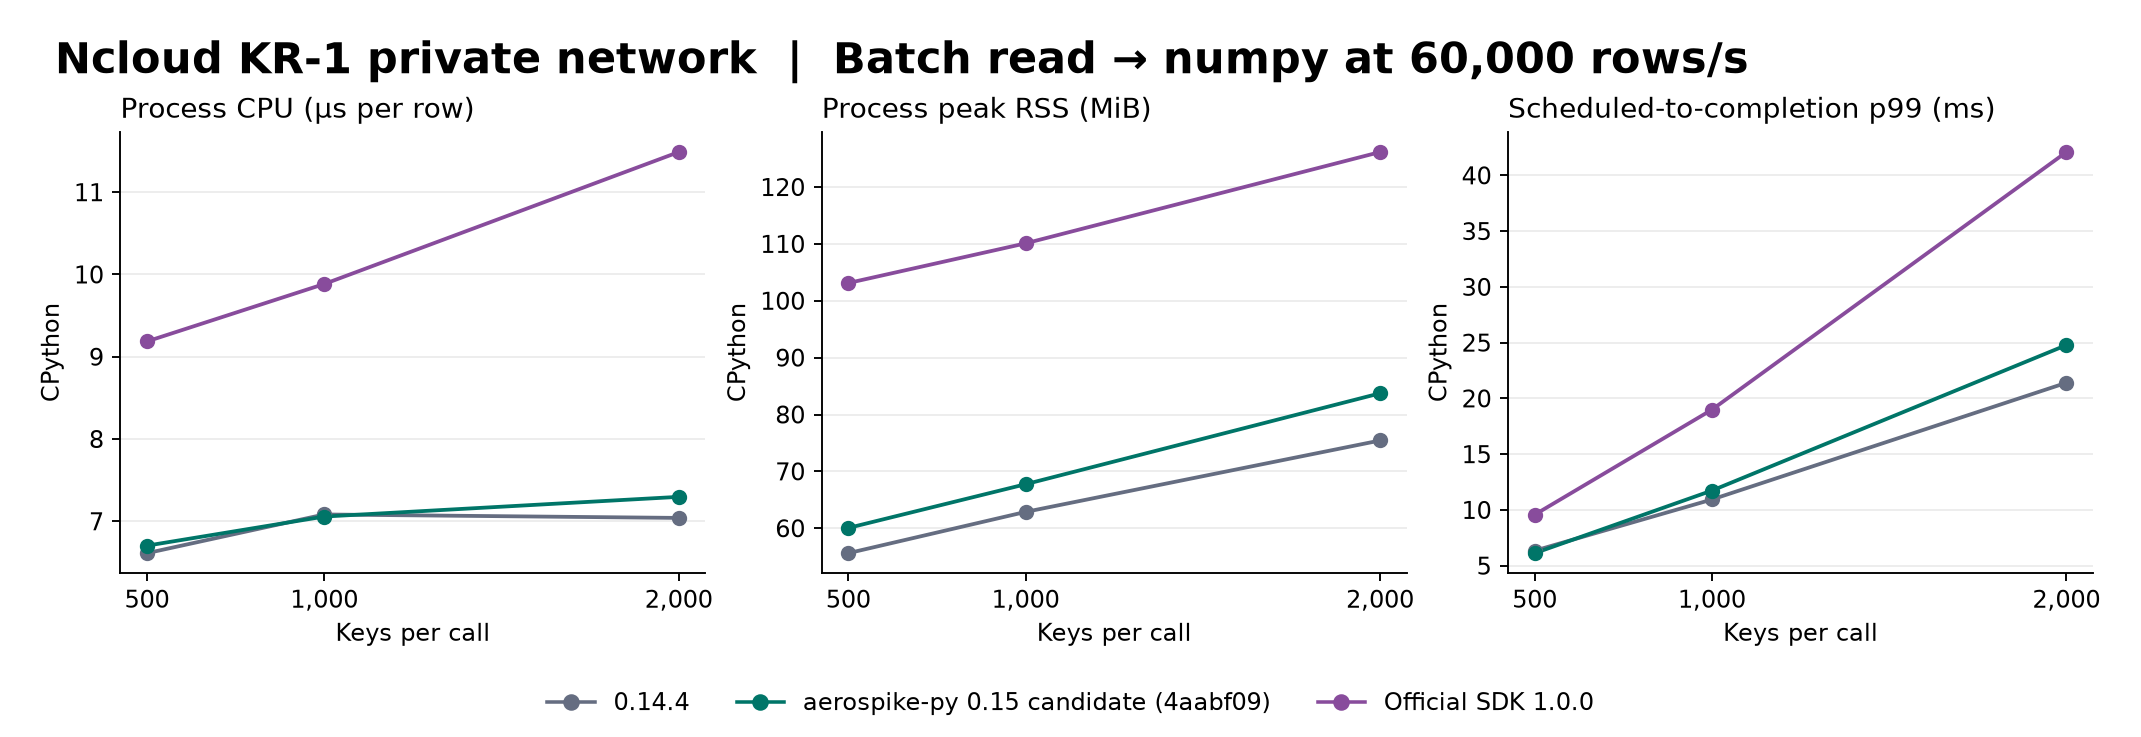 Ncloud KR-1 private network | Batch read → numpy at 60,000 rows/s
Process CPU (µs per row)
11
10
9
8
7
CPython
500 1,000 2,000
Keys per call
Process peak RSS (MiB)
120
110
100
90
80
70
60
CPython
500 1,000 2,000
Keys per call
Scheduled-to-completion p99 (ms)
40
35
30
25
20
15
10
5
CPython
500 1,000 2,000
Keys per call
0.14.4 aerospike-py 0.15 candidate (4aabf09) Official SDK 1.0.0